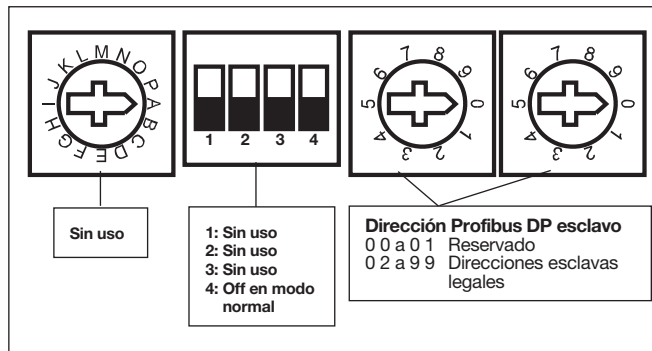 A B C D E F G H I J K L M N O P
1 2 3 4
0 1 2 3 4 5 6 7 8 9
0 1 2 3 4 5 6 7 8 9
Sin uso
1: Sin uso
2: Sin uso
3: Sin uso
4: Off en modo
normal
Dirección Profibus DP esclavo
0 0 a 0 1 Reservado
0 2 a 9 9 Direcciones esclavas
legales